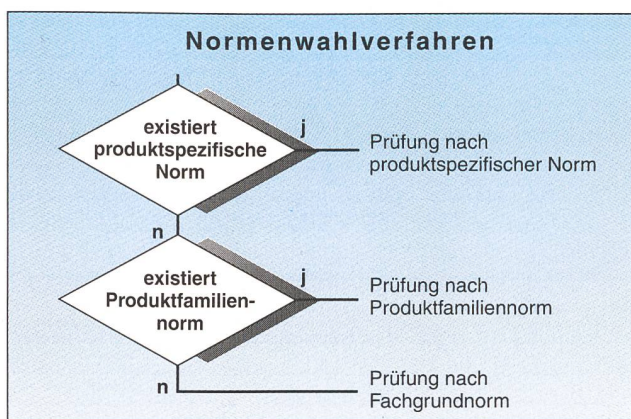 Normenwahlverfahren
existiert
produktspezifische
Norm
j
Prüfung nach
produktspezifischer Norm
n
existiert
Produktfamilien-
norm
j
Prüfung nach
Produktfamiliennorm
n
Prüfung nach
Fachgrundnorm